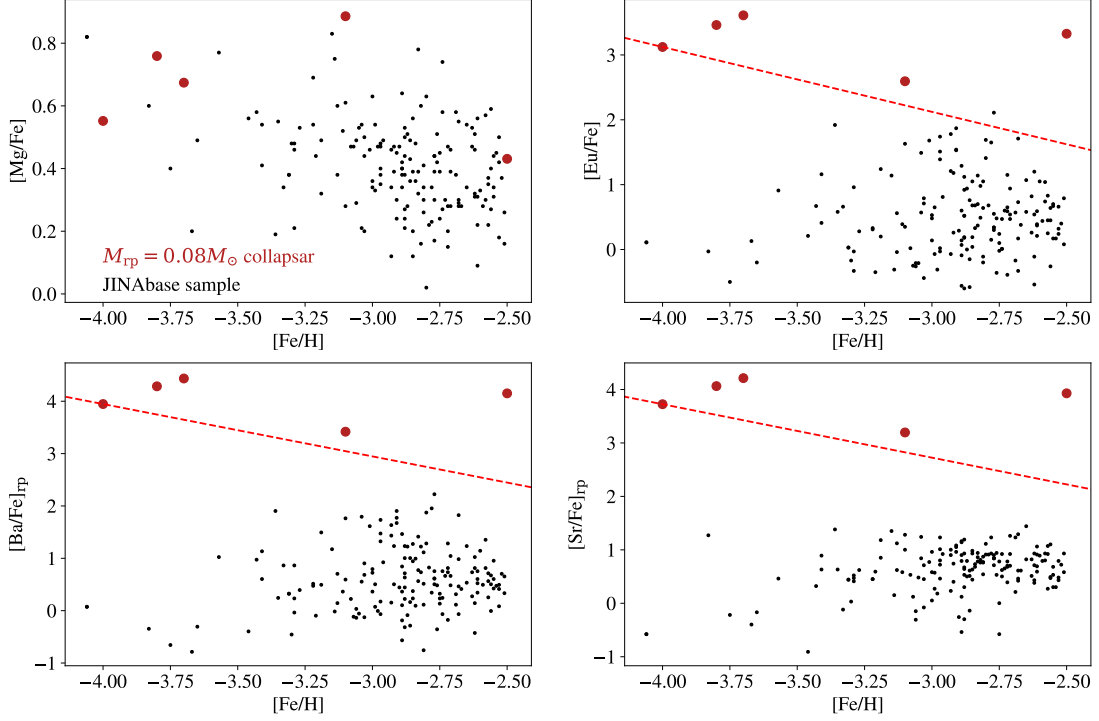 0.8
0.6
0.4
0.2
0.0
[Mg/Fe]
M_rp = 0.08M_⊙ collapsar
JINAbase sample
−4.00 −3.75 −3.50 −3.25 −3.00 −2.75 −2.50
[Fe/H]
3
2
1
0
[Eu/Fe]
−4.00 −3.75 −3.50 −3.25 −3.00 −2.75 −2.50
[Fe/H]
4
3
2
1
0
−1
[Ba/Fe]_rp
−4.00 −3.75 −3.50 −3.25 −3.00 −2.75 −2.50
[Fe/H]
4
3
2
1
0
−1
[Sr/Fe]_rp
−4.00 −3.75 −3.50 −3.25 −3.00 −2.75 −2.50
[Fe/H]